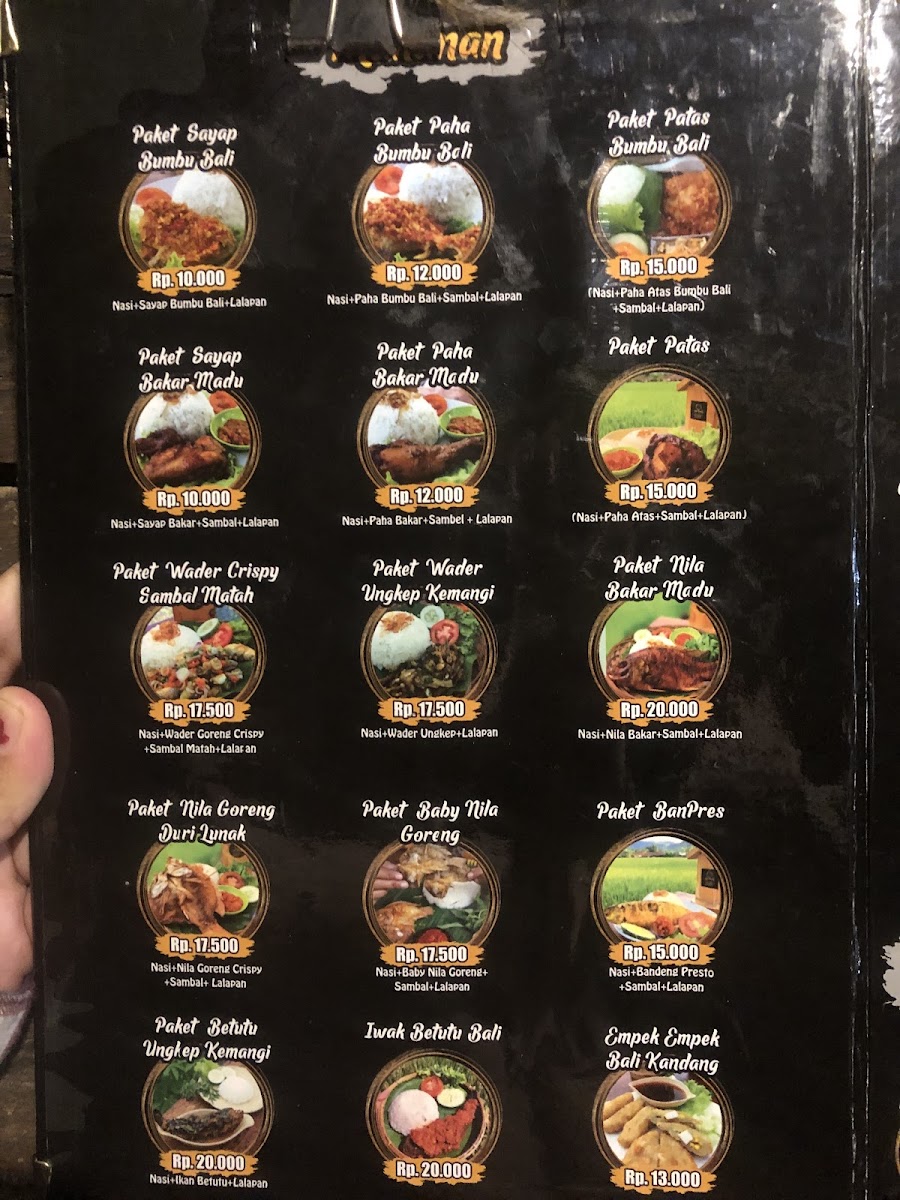 Paket Sayap
Bumbu Bali
Rp. 10.000
Nasi+Sayap Bumbu Bali+Lalapan
Paket Paha
Bumbu Bali
Rp. 12.000
Nasi+Paha Bumbu Bali+Sambal+Lalapan
Paket Patas
Bumbu Bali
Rp. 15.000
(Nasi+Paha Atas Bumbu Bali
+Sambal+Lalapan)
Paket Sayap
Bakar Madu
Rp. 10.000
Nasi+Sayap Bakar+Sambal+Lalapan
Paket Paha
Bakar Madu
Rp. 12.000
Nasi+Paha Bakar+Sambel + Lalapan
Paket Patas
Rp. 15.000
(Nasi+Paha Atas+Sambal+Lalapan)
Paket Wader Crispy
Sambal Matah
Rp. 17.500
Nasi+Wader Goreng Crispy
+Sambal Matah+Lalapan
Paket Wader
Ungkep Kemangi
Rp. 17.500
Nasi+Wader Ungkep+Lalapan
Paket Nila
Bakar Madu
Rp. 20.000
Nasi+Nila Bakar+Sambal+Lalapan
Paket Nila Goreng
Duri Lunak
Rp. 17.500
Nasi+Nila Goreng Crispy
+Sambal+ Lalapan
Paket Baby Nila
Goreng
Rp. 17.500
Nasi+Baby Nila Goreng+
Sambal+Lalapan
Paket BanPres
Rp. 15.000
Nasi+Bandeng Presto
+Sambal+Lalapan
Paket Betutu
Ungkep Kemangi
Rp. 20.000
Nasi+Ikan Betutu+Lalapan
Iwak Betutu Bali
Rp. 20.000
Empek Empek
Bali Kandang
Rp. 13.000